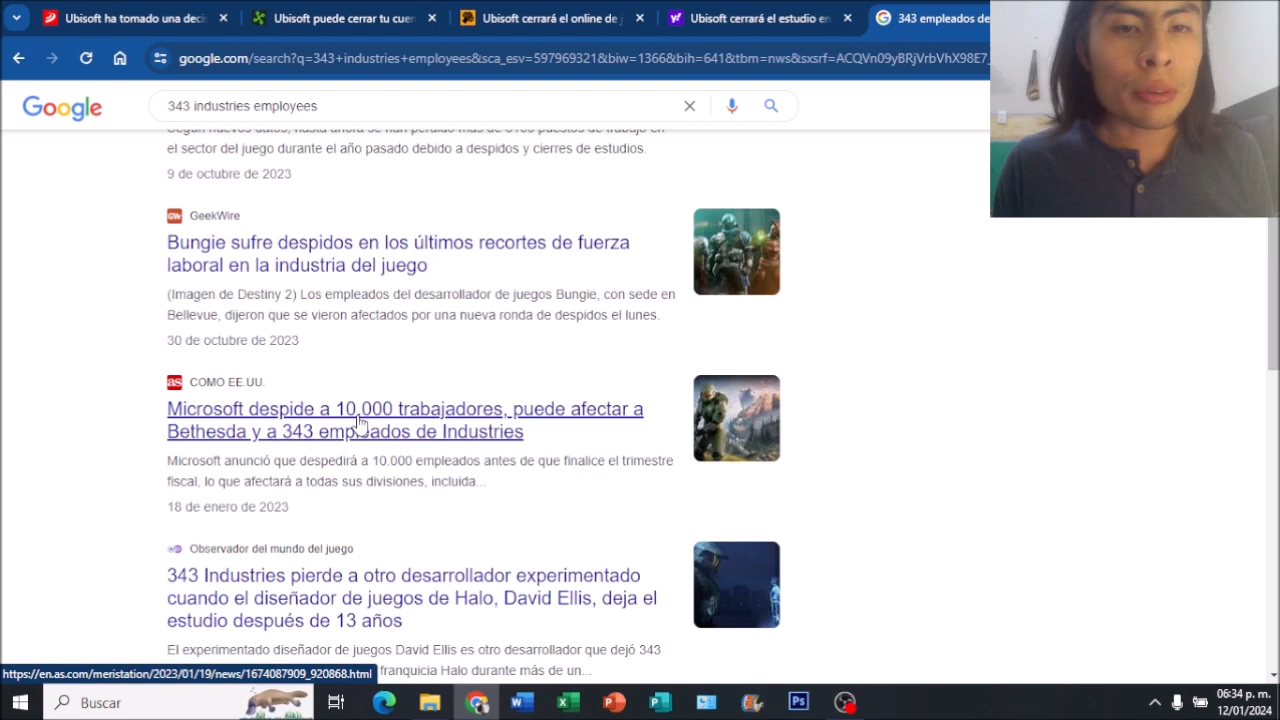 Ubisoft ha tomado una deci
Ubisoft puede cerrar tu cuen
Ubisoft cerrará el online de j
Ubisoft cerrará el estudio en
343 empleados de
google.com/search?q=343+industries+employees&sca_esv=597969321&biw=1366&bih=641&tbm=nws&sxsrf=ACQVn09yBRjVrbVhX98E7_
Google
343 industries employees
el sector del juego durante el año pasado debido a despidos y cierres de estudios.
9 de octubre de 2023
GW GeekWire
Bungie sufre despidos en los últimos recortes de fuerza
laboral en la industria del juego
(Imagen de Destiny 2) Los empleados del desarrollador de juegos Bungie, con sede en
Bellevue, dijeron que se vieron afectados por una nueva ronda de despidos el lunes.
30 de octubre de 2023
as COMO EE.UU.
Microsoft despide a 10.000 trabajadores, puede afectar a
Bethesda y a 343 empleados de Industries
Microsoft anunció que despedirá a 10.000 empleados antes de que finalice el trimestre
fiscal, lo que afectará a todas sus divisiones, incluida...
18 de enero de 2023
Observador del mundo del juego
343 Industries pierde a otro desarrollador experimentado
cuando el diseñador de juegos de Halo, David Ellis, deja el
estudio después de 13 años
El experimentado diseñador de juegos David Ellis es otro desarrollador que dejó 343
franquicia Halo durante más de un...
https://en.as.com/meristation/2023/01/19/news/1674087909_920868.html
Buscar
Ps
06:34 p. m.
12/01/2024